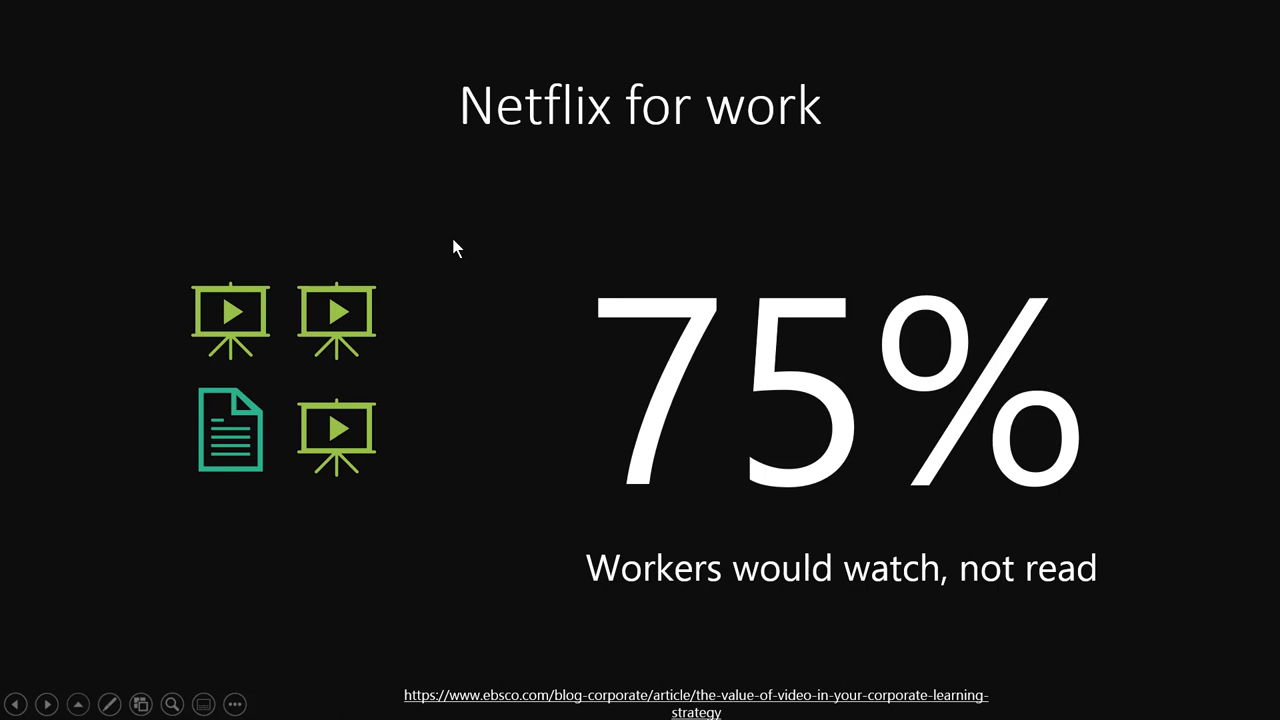 Netflix for work
75%
Workers would watch, not read
https://www.ebsco.com/blog-corporate/article/the-value-of-video-in-your-corporate-learning-
strategy